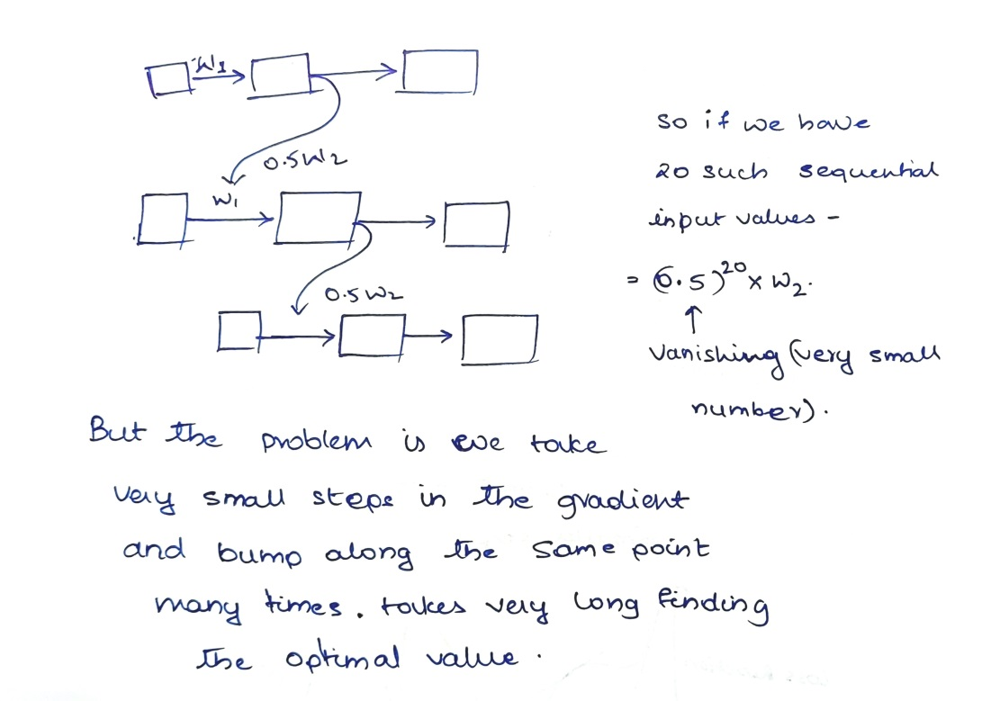 W1
0.5W2
W1
0.5W2
so if we have
20 such sequential
input values -
= (0.5)^20 x W2.
↑
Vanishing (very small
number).
But the problem is we take
very small steps in the gradient
and bump along the same point
many times. takes very long finding
the optimal value.